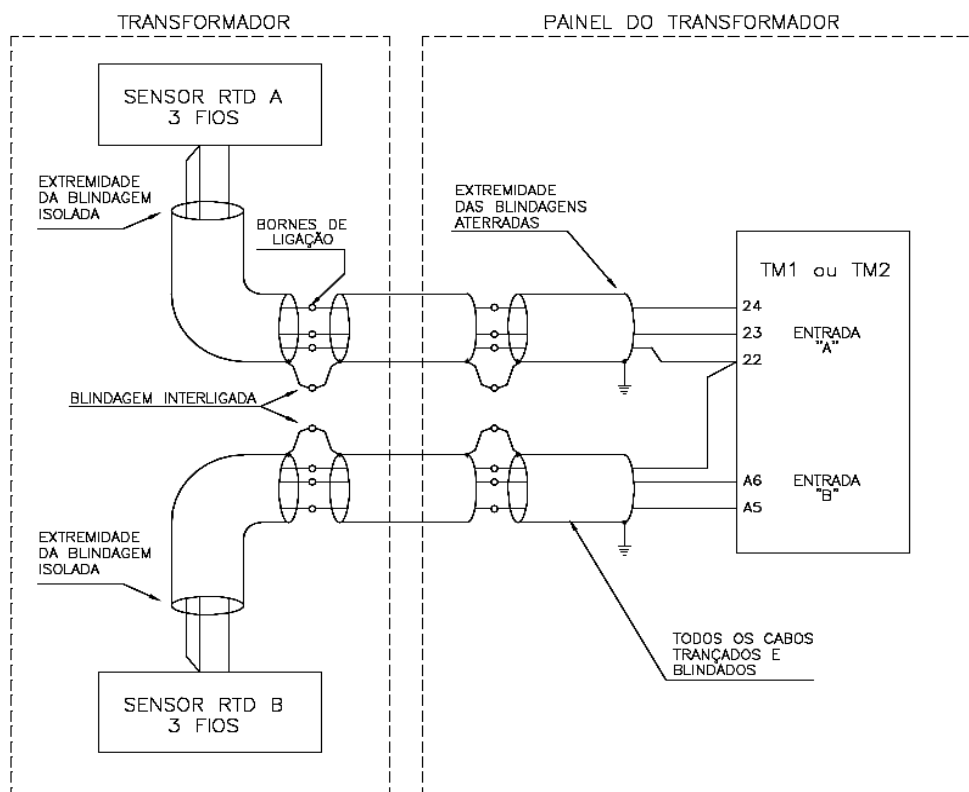 TRANSFORMADOR
PAINEL DO TRANSFORMADOR
SENSOR RTD A
3 FIOS
EXTREMIDADE
DA BLINDAGEM
ISOLADA
BORNES DE
LIGAÇÃO
EXTREMIDADE
DAS BLINDAGENS
ATERRADAS
TM1 ou TM2
24
23
22
ENTRADA
"A"
BLINDAGEM INTERLIGADA
A6
A5
ENTRADA
"B"
EXTREMIDADE
DA BLINDAGEM
ISOLADA
TODOS OS CABOS
TRANÇADOS E
BLINDADOS
SENSOR RTD B
3 FIOS